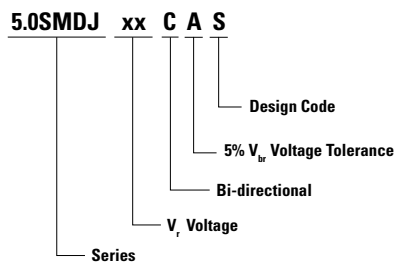 5.0SMDJ xx C A S
Design Code
5% Vbr Voltage Tolerance
Bi-directional
Vr Voltage
Series